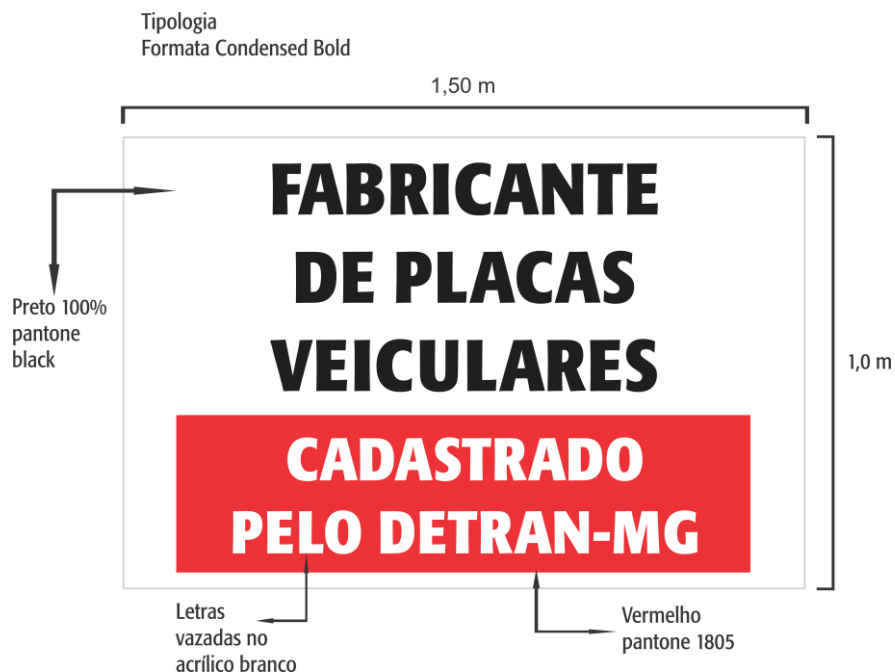 Tipologia
Formata Condensed Bold
1,50 m
FABRICANTE
DE PLACAS
VEICULARES
Preto 100%
pantone
black
1,0 m
CADASTRADO
PELO DETRAN-MG
Letras
vazadas no
acrílico branco
Vermelho
pantone 1805